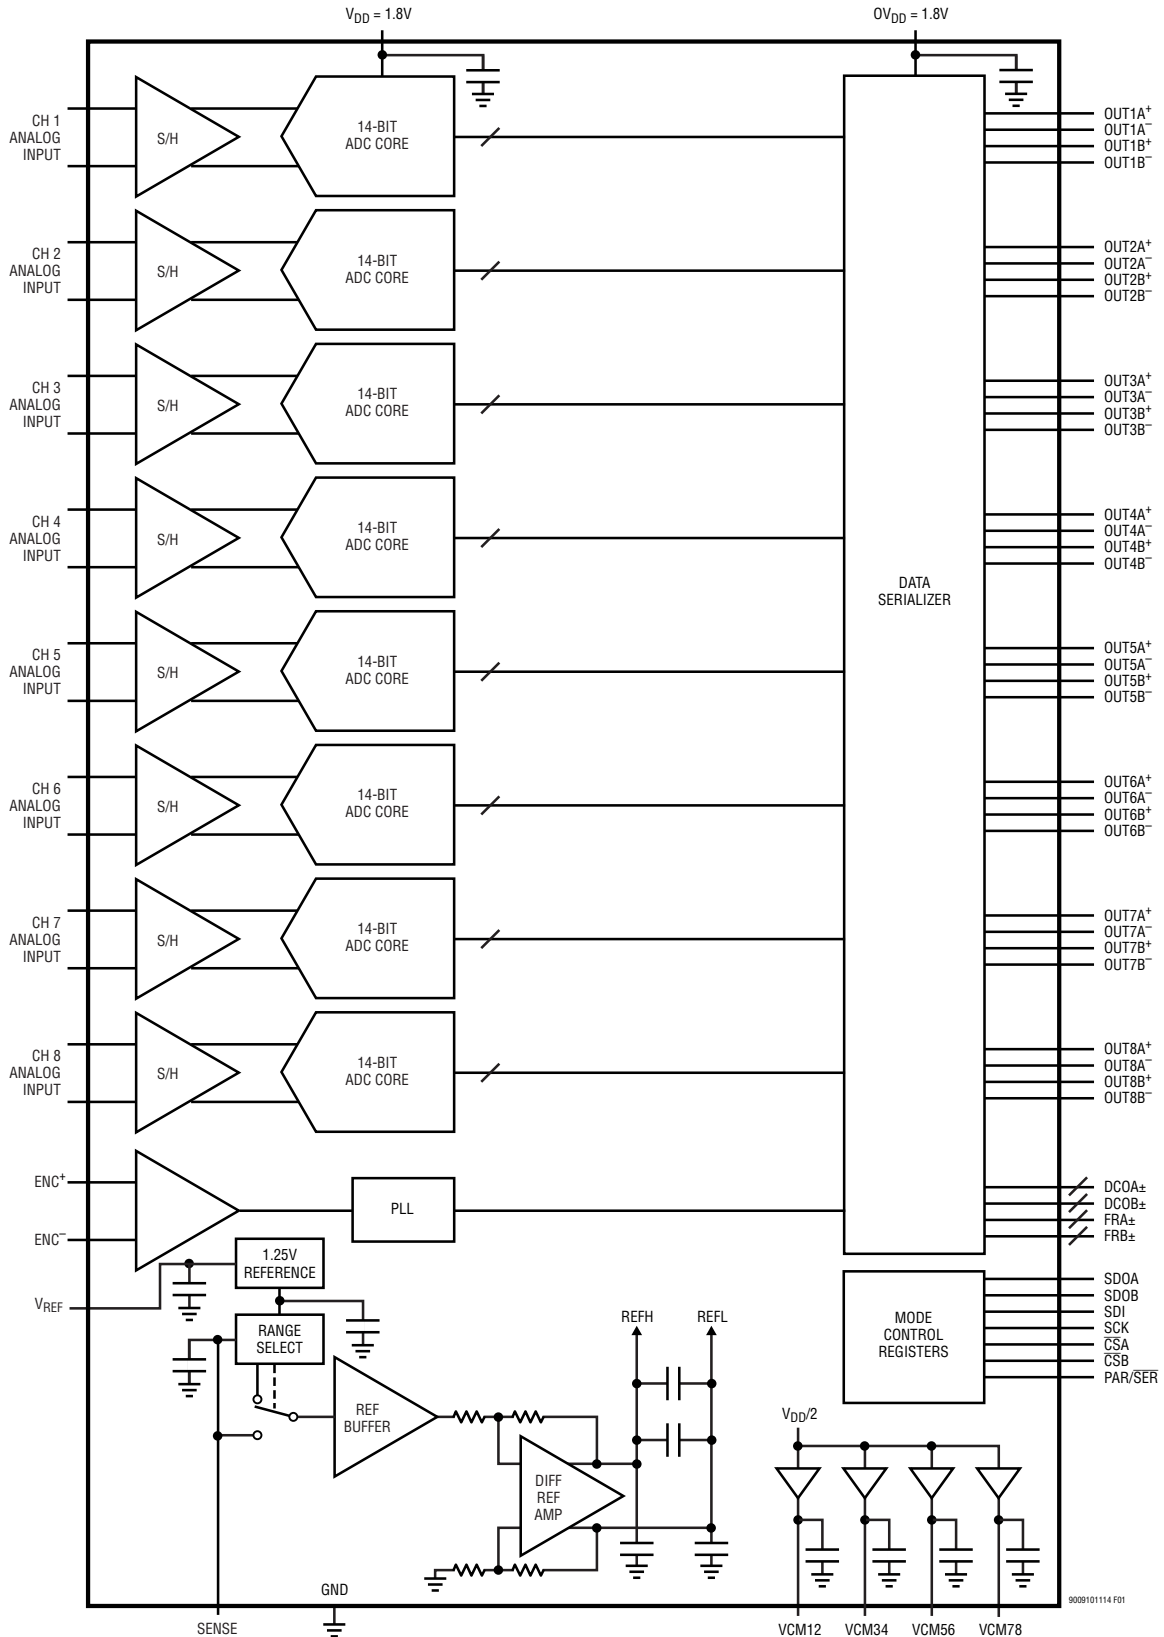 V_DD = 1.8V
OV_DD = 1.8V
CH 1
ANALOG
INPUT
S/H
14-BIT
ADC CORE
OUT1A+
OUT1A−
OUT1B+
OUT1B−
CH 2
ANALOG
INPUT
S/H
14-BIT
ADC CORE
OUT2A+
OUT2A−
OUT2B+
OUT2B−
CH 3
ANALOG
INPUT
S/H
14-BIT
ADC CORE
OUT3A+
OUT3A−
OUT3B+
OUT3B−
CH 4
ANALOG
INPUT
S/H
14-BIT
ADC CORE
OUT4A+
OUT4A−
OUT4B+
OUT4B−
DATA
SERIALIZER
CH 5
ANALOG
INPUT
S/H
14-BIT
ADC CORE
OUT5A+
OUT5A−
OUT5B+
OUT5B−
CH 6
ANALOG
INPUT
S/H
14-BIT
ADC CORE
OUT6A+
OUT6A−
OUT6B+
OUT6B−
CH 7
ANALOG
INPUT
S/H
14-BIT
ADC CORE
OUT7A+
OUT7A−
OUT7B+
OUT7B−
CH 8
ANALOG
INPUT
S/H
14-BIT
ADC CORE
OUT8A+
OUT8A−
OUT8B+
OUT8B−
ENC+
ENC−
PLL
DCOA±
DCOB±
FRA±
FRB±
1.25V
REFERENCE
V_REF
RANGE
SELECT
REFH
REFL
MODE
CONTROL
REGISTERS
SDOA
SDOB
SDI
SCK
C̅S̅A
C̅S̅B
PAR/S̅E̅R̅
REF
BUFFER
DIFF
REF
AMP
V_DD/2
GND
SENSE
VCM12
VCM34
VCM56
VCM78
9009101114 F01